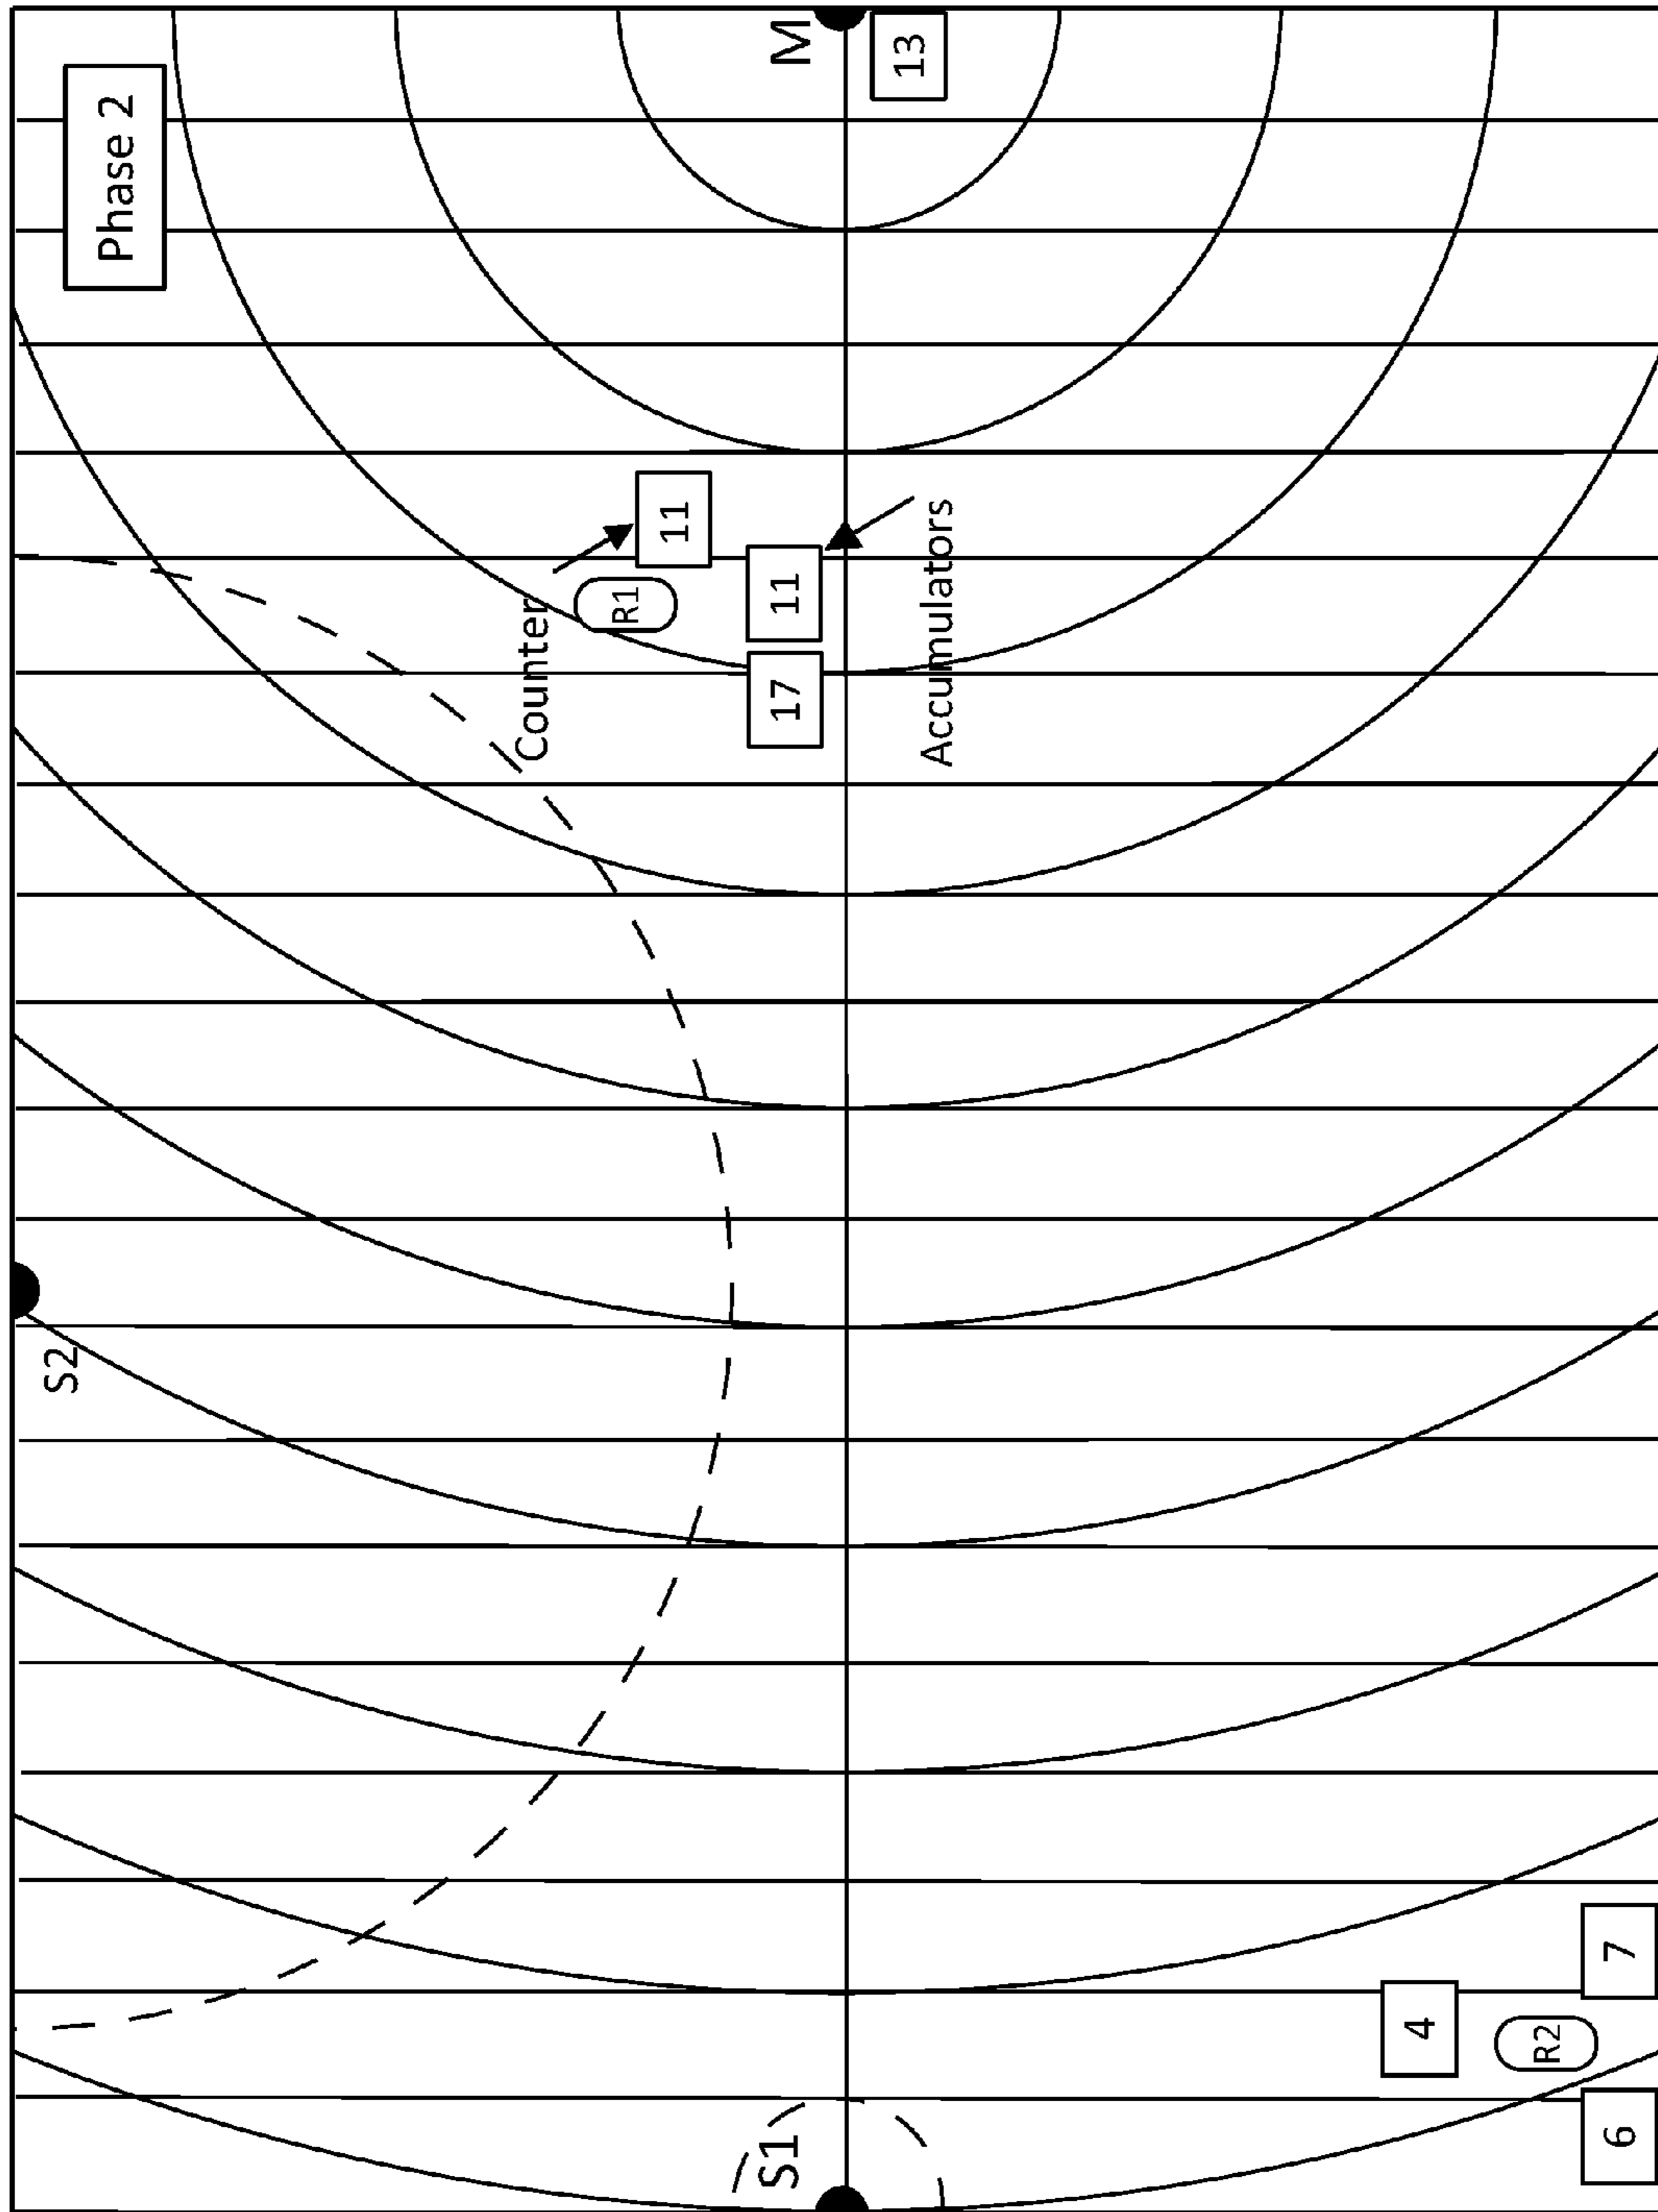 S2
Phase 2
Counter
R1
11
S1
17
11
M
13
Accumulators
4
R2
6
7